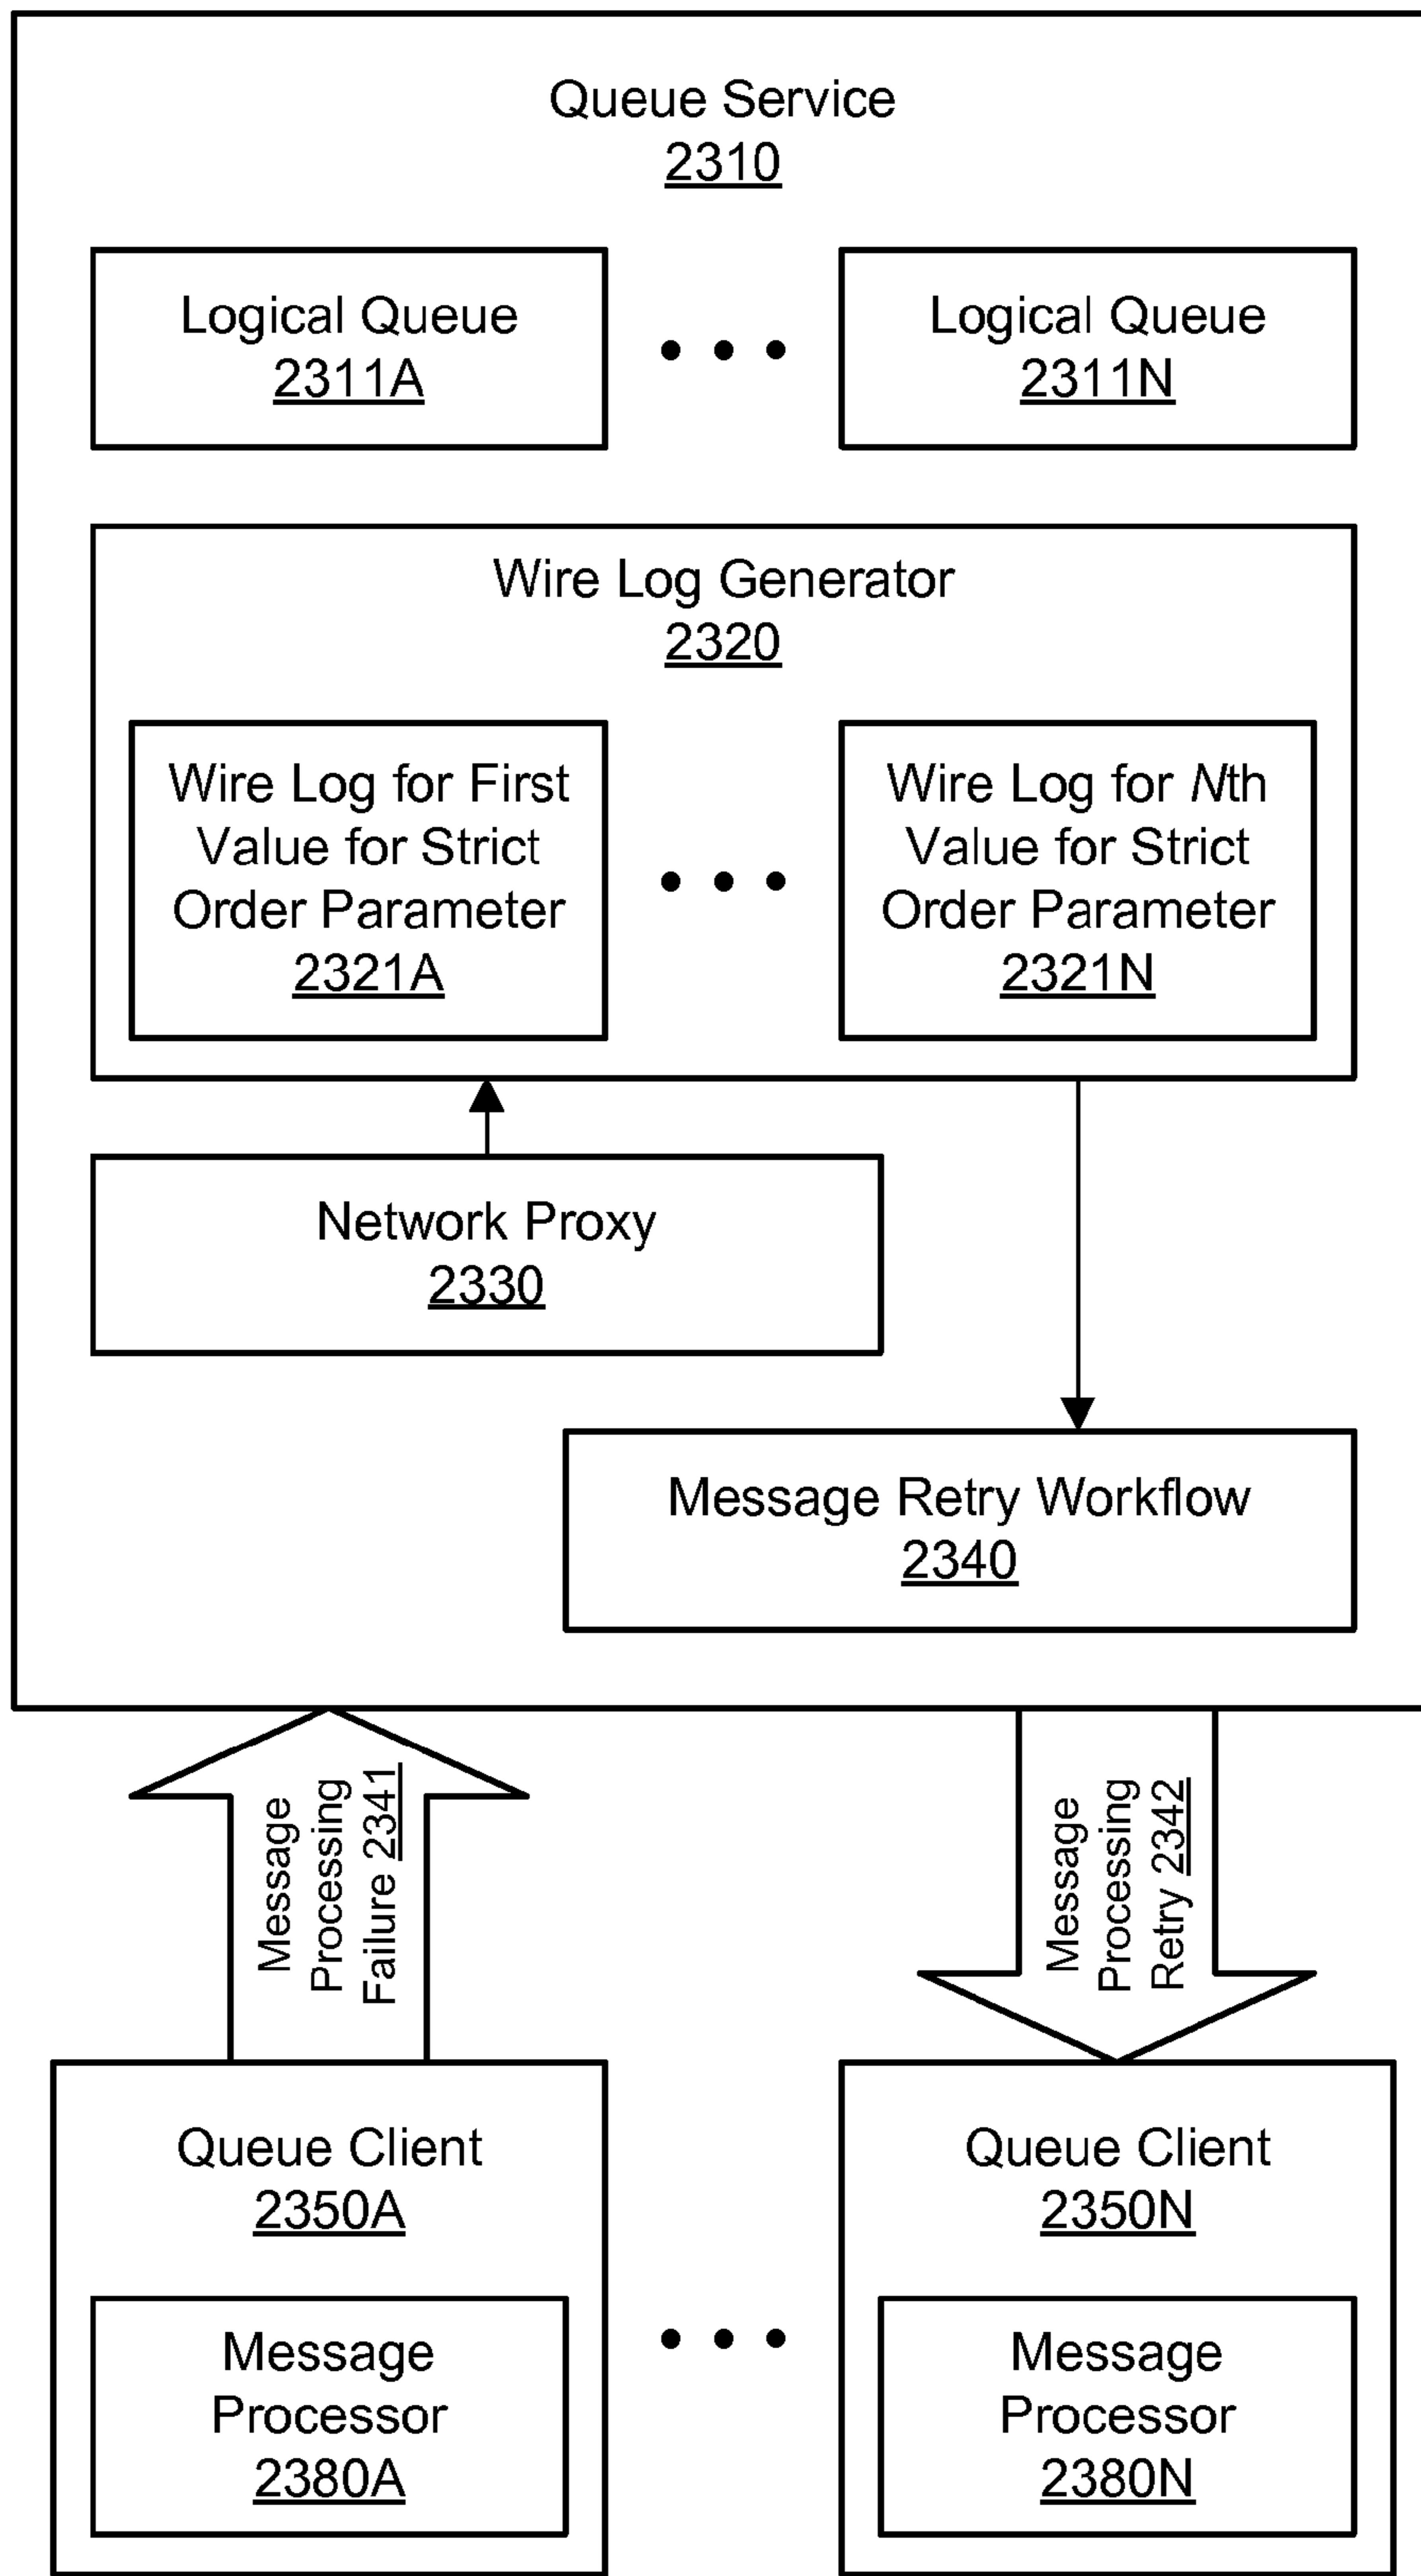 Queue Service
2310
Logical Queue
2311A
Logical Queue
2311N
Wire Log Generator
2320
Wire Log for First
Value for Strict
Order Parameter
2321A
Wire Log for Nth
Value for Strict
Order Parameter
2321N
Network Proxy
2330
Message Retry Workflow
2340
Message
Processing
Failure 2341
Message
Processing
Retry 2342
Queue Client
2350A
Message
Processor
2380A
Queue Client
2350N
Message
Processor
2380N